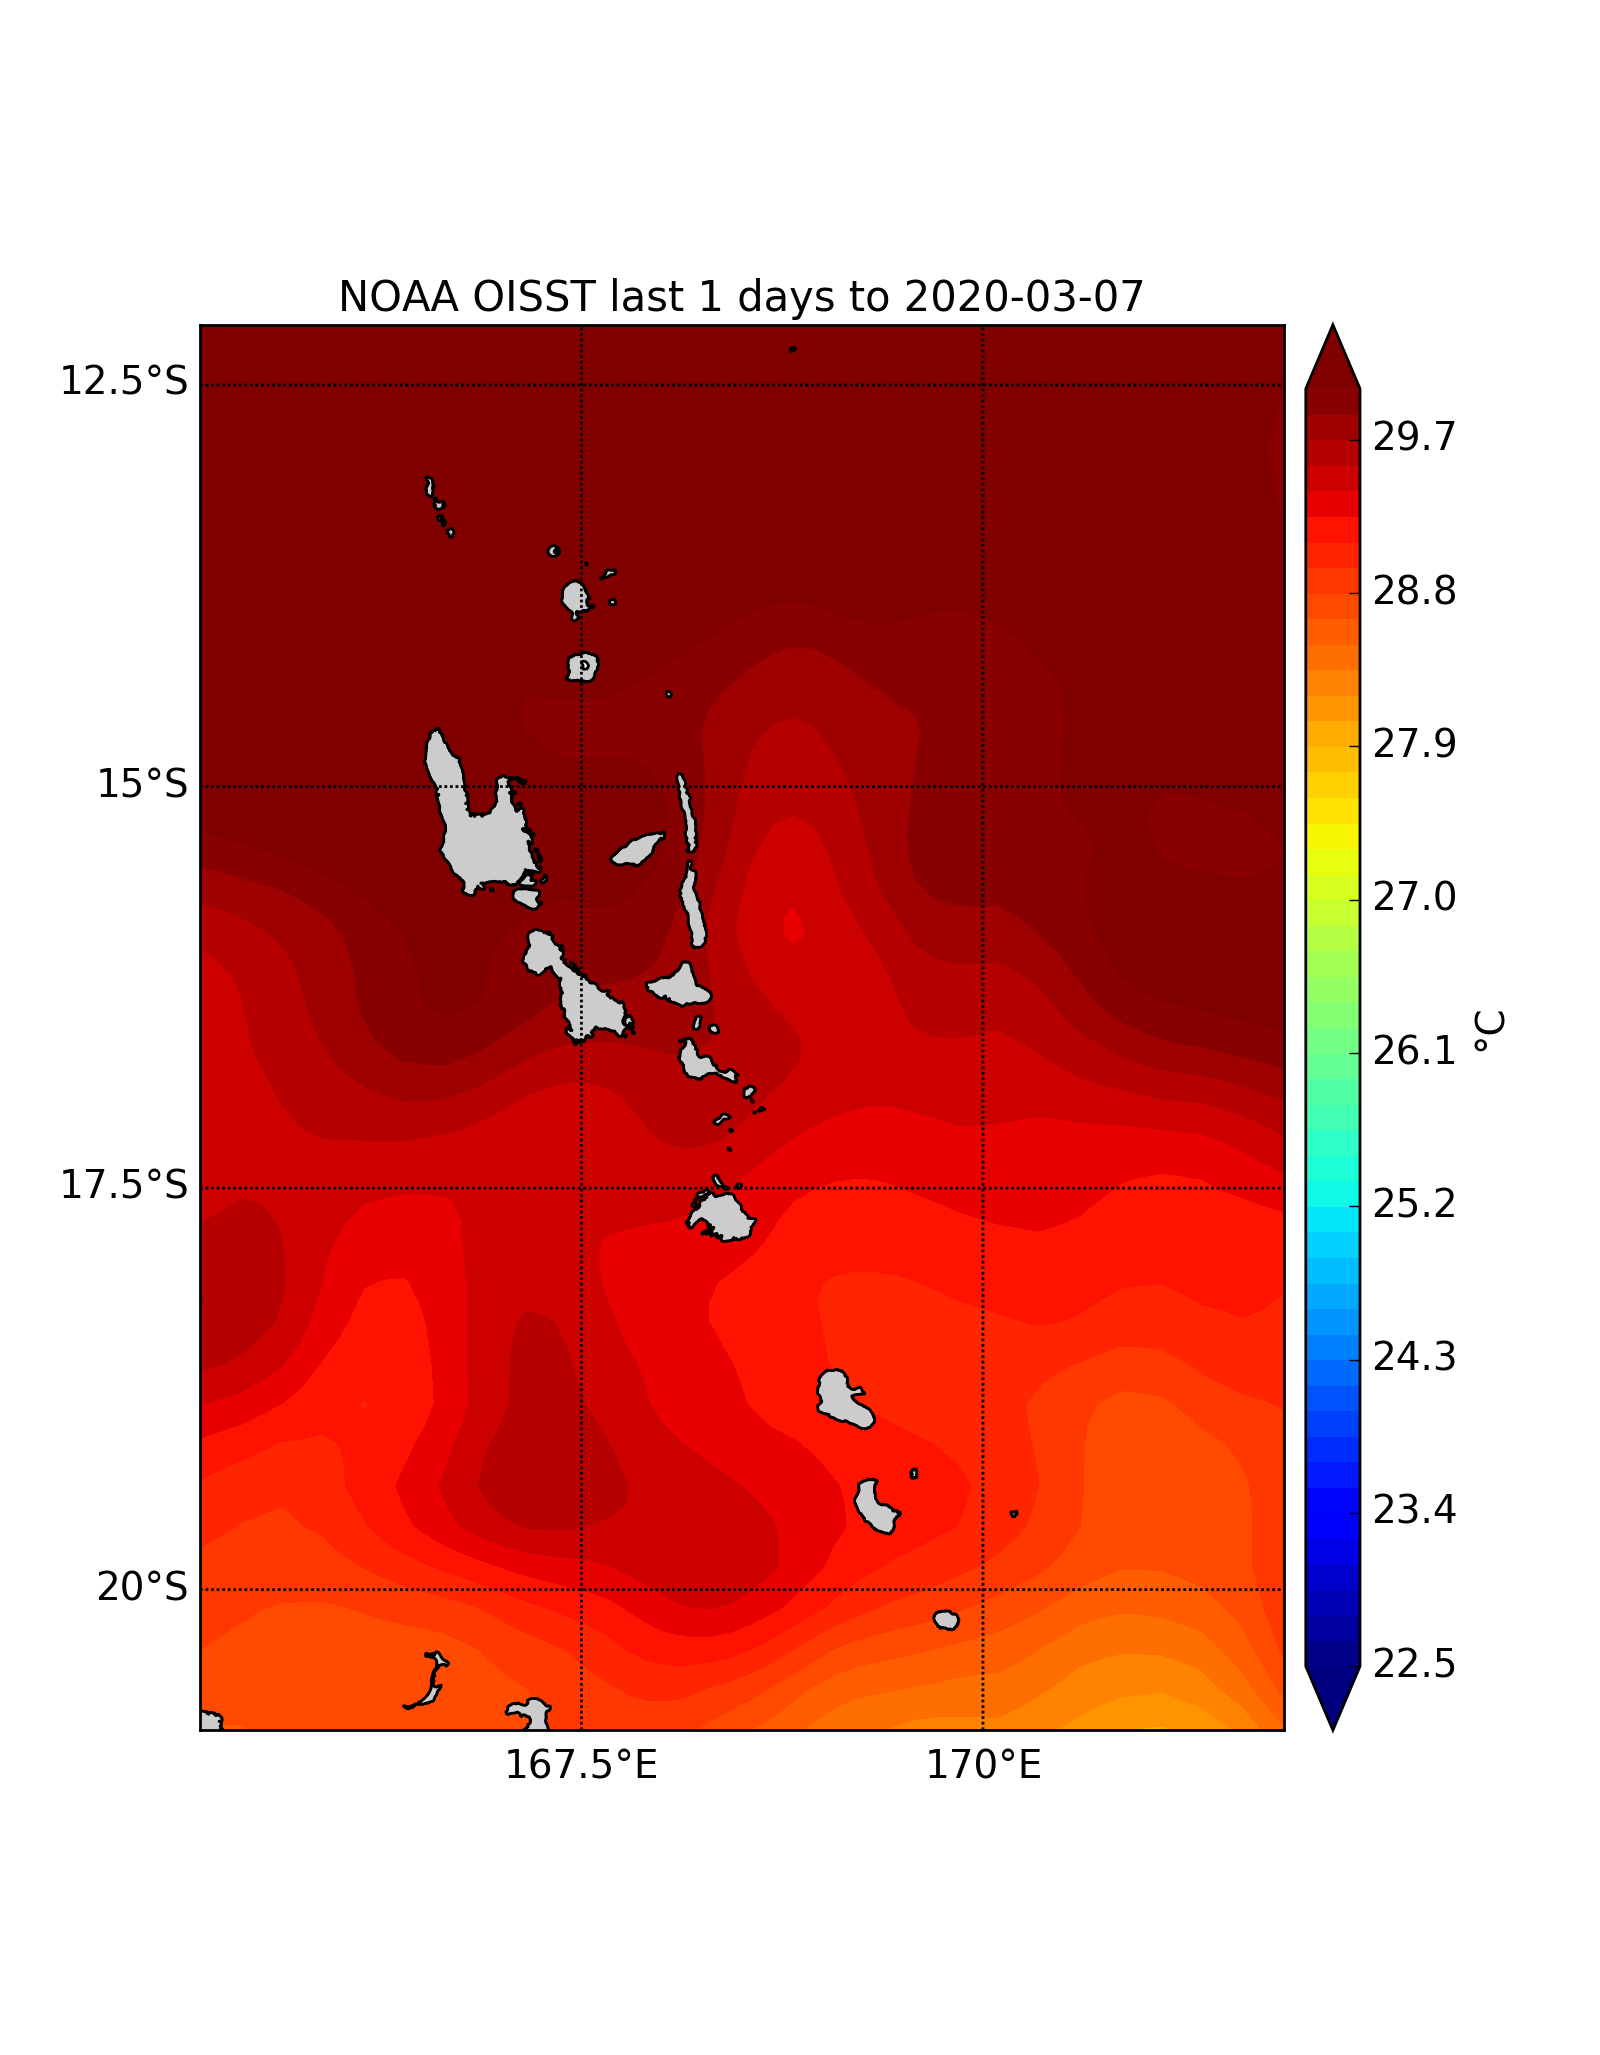 NOAA OISST last 1 days to 2020-03-07
12.5°S
15°S
17.5°S
20°S
167.5°E
170°E
29.7
28.8
27.9
27.0
26.1
25.2
24.3
23.4
22.5
°C